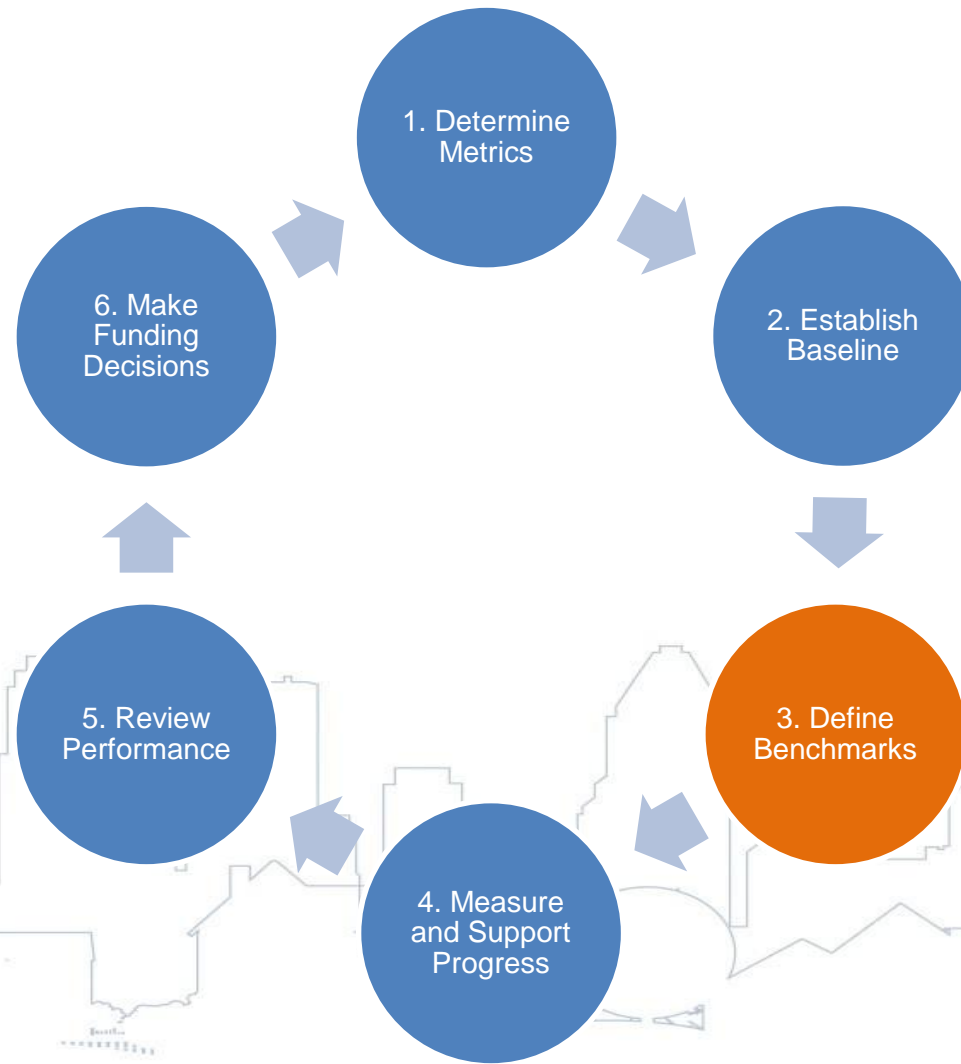 1. Determine
Metrics
2. Establish
Baseline
3. Define
Benchmarks
4. Measure
and Support
Progress
5. Review
Performance
6. Make
Funding
Decisions